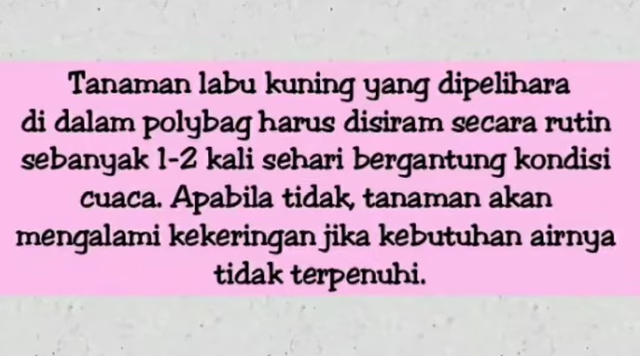 Tanaman labu kuning yang dipelihara
di dalam polybag harus disiram secara rutin
sebanyak 1-2 kali sehari bergantung kondisi
cuaca. Apabila tidak, tanaman akan
mengalami kekeringan jika kebutuhan airnya
tidak terpenuhi.